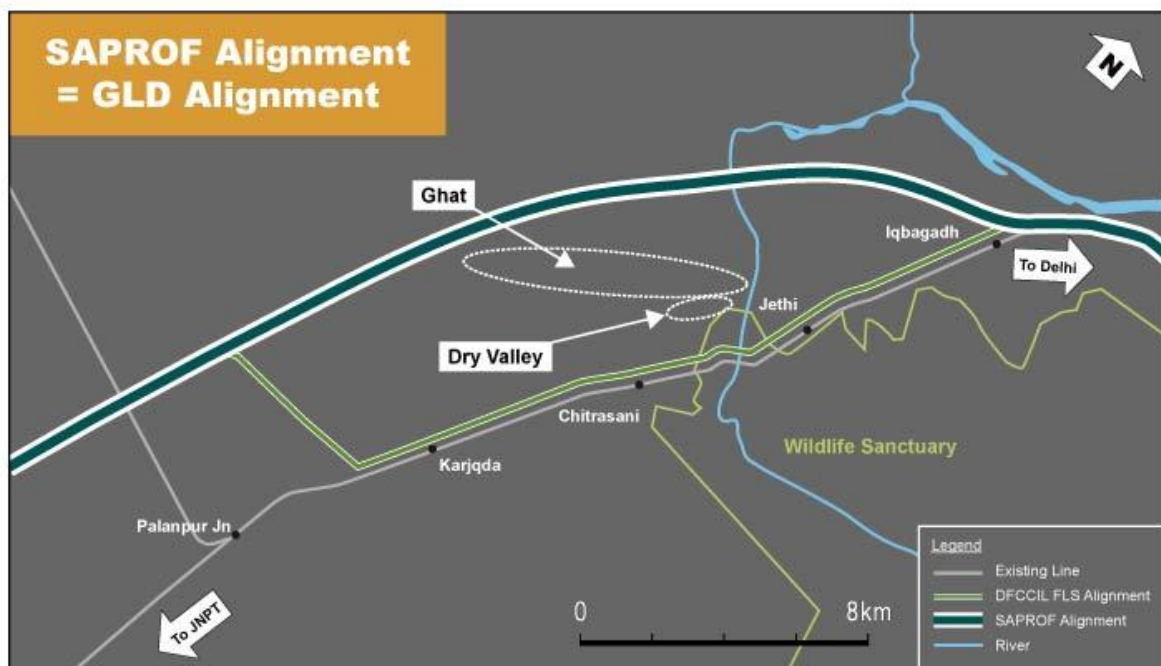 SAPROF Alignment
= GLD Alignment
N
Ghat
Iqbagadh
To Delhi
Jethi
Dry Valley
Chitrasani
Wildlife Sanctuary
Karjqda
Palanpur Jn
To JNPT
0 8km
Legend
Existing Line
DFCCIL FLS Alignment
SAPROF Alignment
River